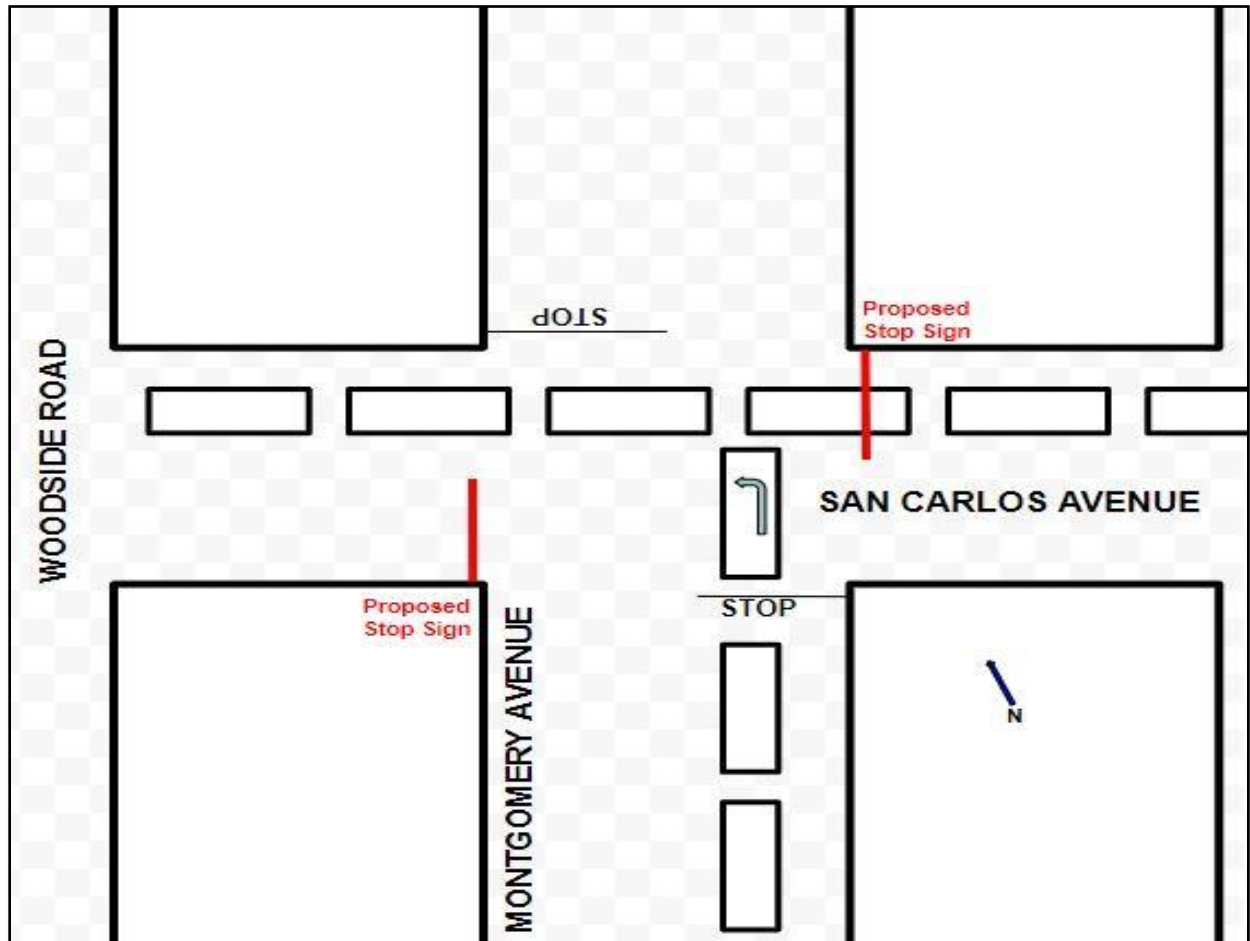 STOP
Proposed
Stop Sign
WOODSIDE ROAD
SAN CARLOS AVENUE
Proposed
Stop Sign
STOP
MONTGOMERY AVENUE
N